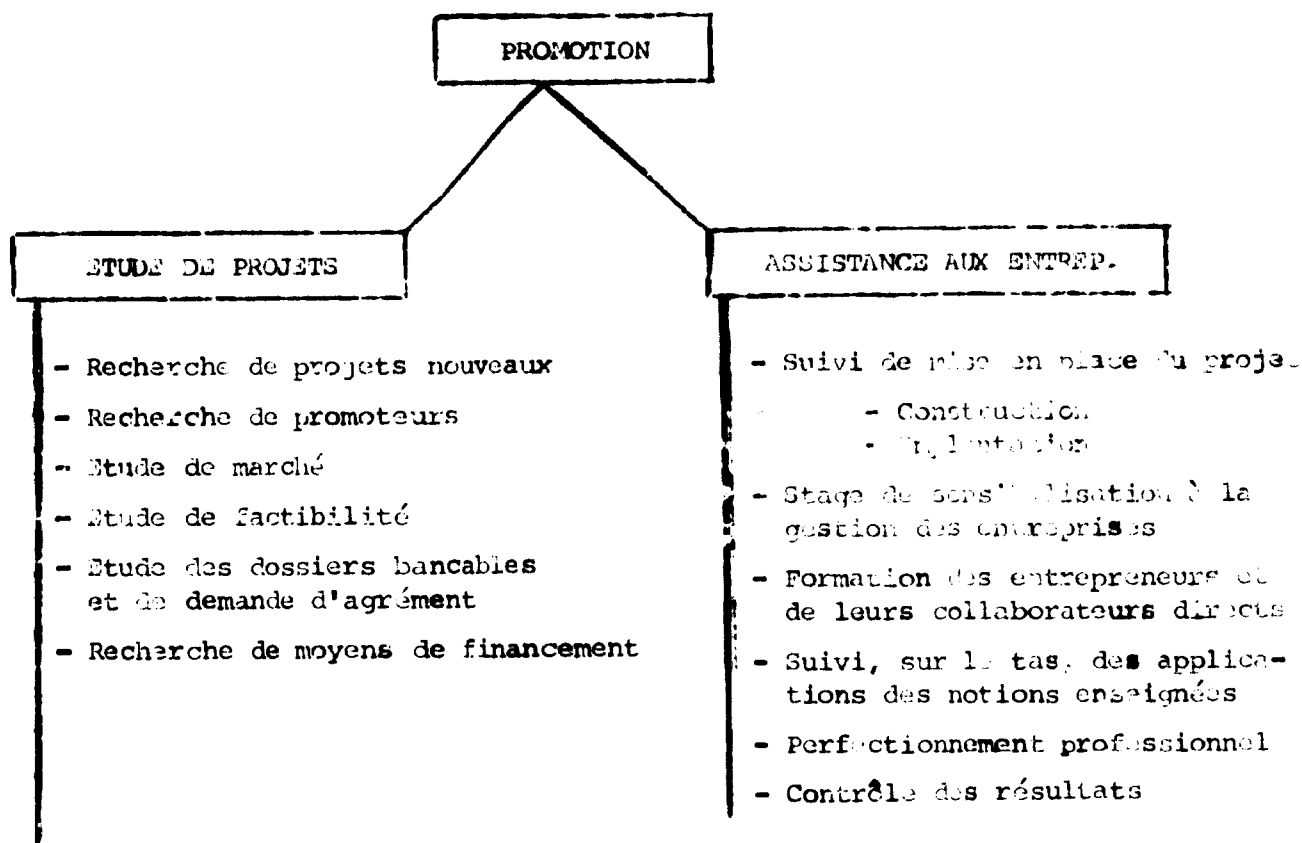 PROMOTION
ETUDE DE PROJETS
- Recherche de projets nouveaux
- Recherche de promoteurs
- Etude de marché
- Etude de factibilité
- Etude des dossiers bancables
et de demande d'agrément
- Recherche de moyens de financement
ASSISTANCE AUX ENTREP.
- Suivi de mise en place du projet
- Construction
- Implantation
- Stage de sensibilisation à la
gestion des entreprises
- Formation des entrepreneurs et
de leurs collaborateurs directs
- Suivi, sur le tas, des applica-
tions des notions enseignées
- Perfectionnement professionnel
- Contrôle des résultats